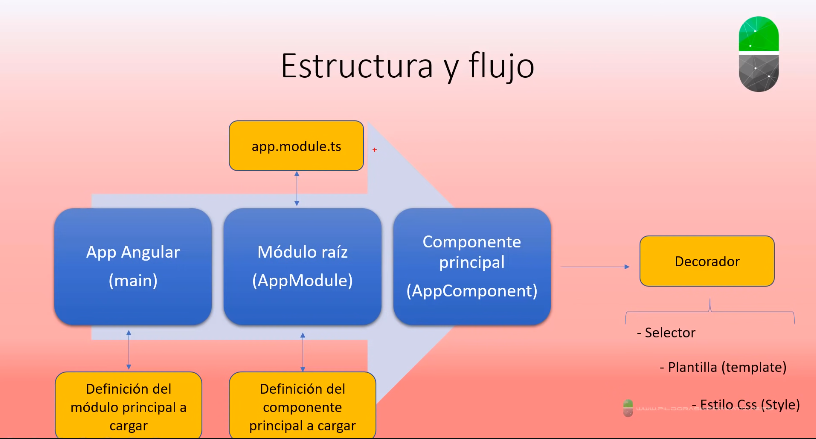 Estructura y flujo
app.module.ts
App Angular
(main)
Módulo raíz
(AppModule)
Componente
principal
(AppComponent)
Decorador
- Selector
- Plantilla (template)
- Estilo Css (Style)
Definición del
módulo principal a
cargar
Definición del
componente
principal a cargar